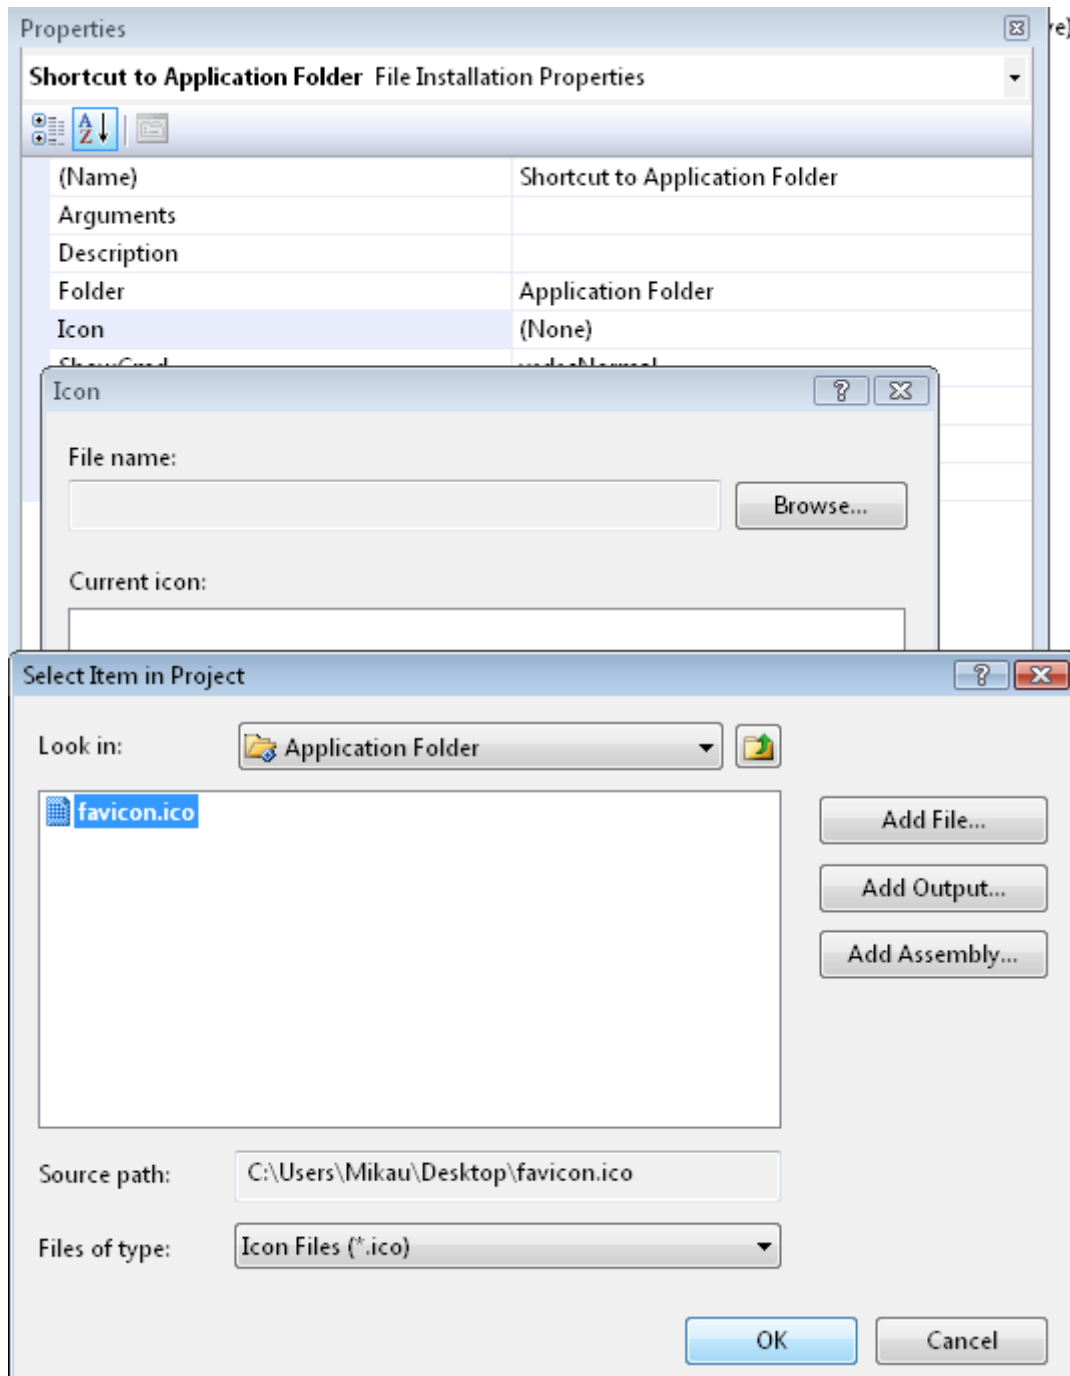 Properties
ve)
Shortcut to Application Folder File Installation Properties
(Name) Shortcut to Application Folder
Arguments
Description
Folder Application Folder
Icon (None)
ShowCmd vsdscNormal
Icon
File name:
Browse...
Current icon:
Select Item in Project
Look in: Application Folder
favicon.ico
Add File...
Add Output...
Add Assembly...
Source path: C:\Users\Mikau\Desktop\favicon.ico
Files of type: Icon Files (*.ico)
OK Cancel